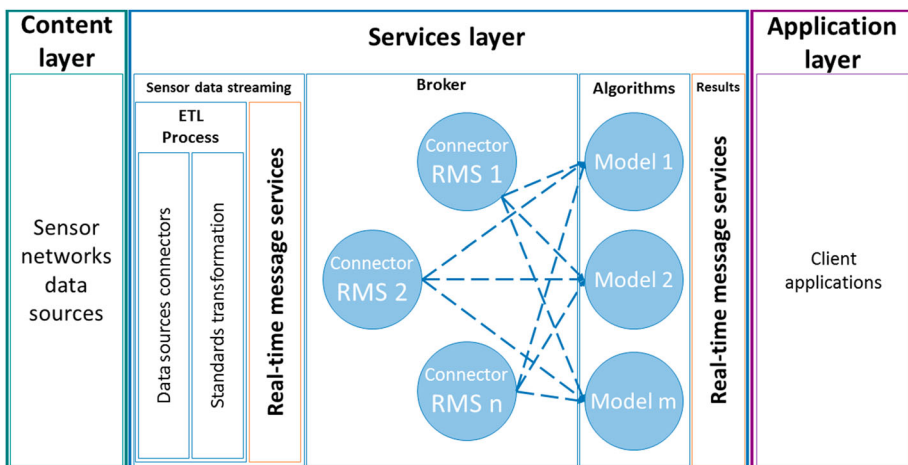 Content
layer
Services layer
Application
layer
Sensor data streaming
Broker
Algorithms
Results
ETL
Process
Data sources connectors
Standards transformation
Real-time message services
Sensor
networks
data
sources
Connector
RMS 1
Connector
RMS 2
Connector
RMS n
Model 1
Model 2
Model m
Real-time message services
Client
applications